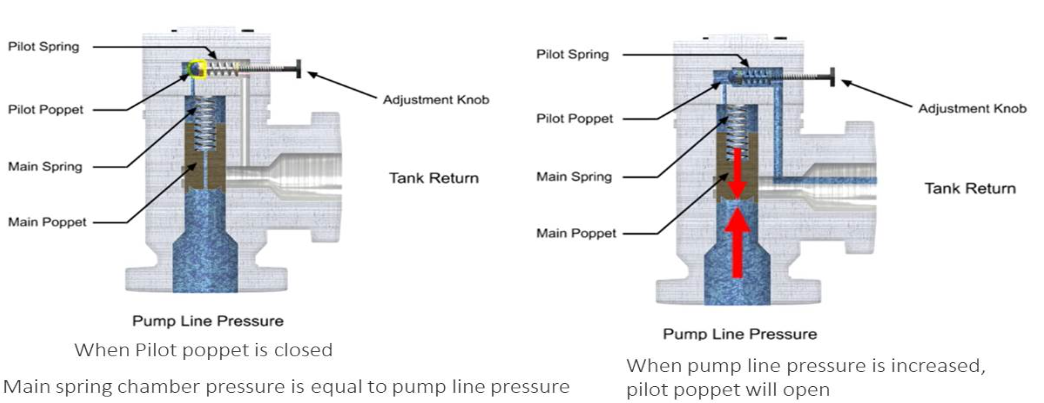 Pilot Spring
Pilot Poppet
Adjustment Knob
Main Spring
Tank Return
Main Poppet
Pump Line Pressure
When Pilot poppet is closed
Main spring chamber pressure is equal to pump line pressure
Pilot Spring
Adjustment Knob
Pilot Poppet
Main Spring
Tank Return
Main Poppet
Pump Line Pressure
When pump line pressure is increased,
pilot poppet will open